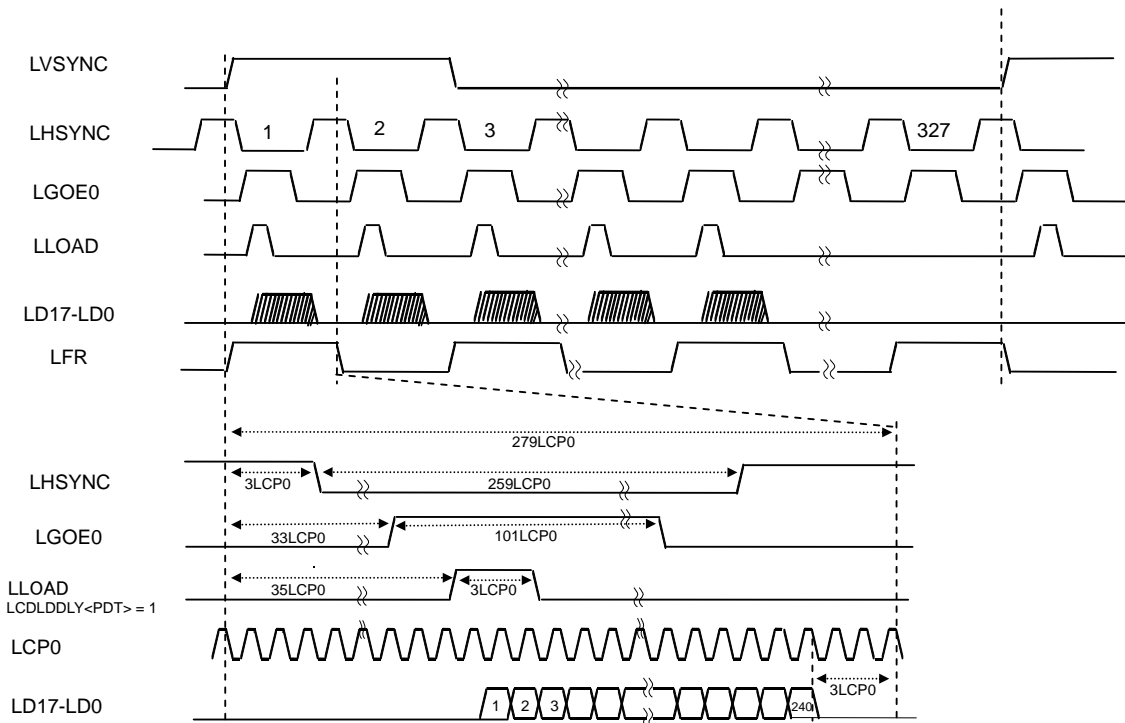 LVSYNC
LHSYNC
1
2
3
327
LGOE0
LLOAD
LD17-LD0
LFR
279LCP0
LHSYNC
3LCP0
259LCP0
LGOE0
33LCP0
101LCP0
LLOAD
LCDLDDLY<PDT> = 1
35LCP0
3LCP0
LCP0
3LCP0
LD17-LD0
1
2
3
240